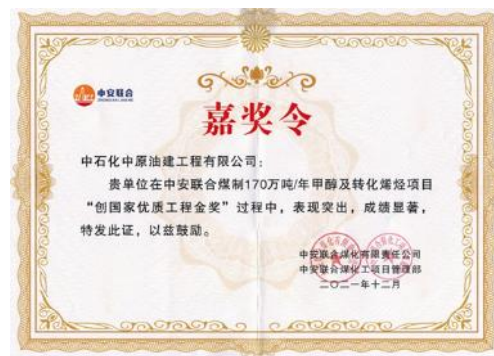 中安联合
嘉奖令
中石化中原油建工程有限公司：
贵单位在中安联合煤制170万吨/年甲醇及转化烯烃项目
“创国家优质工程金奖”过程中，表现突出，成绩显著，
特发此证，以兹鼓励。
中安联合煤化有限责任公司
中安联合煤化工项目管理部
二〇二一年十二月